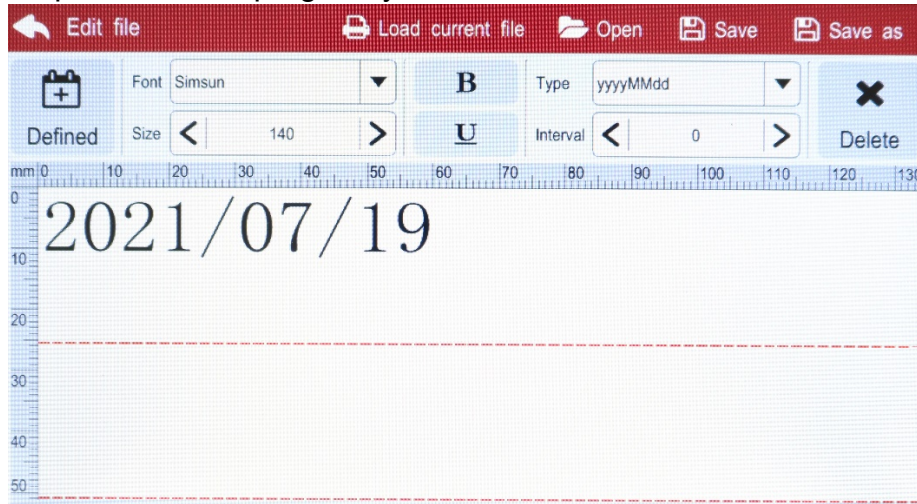 Edit file Load current file Open Save Save as
Font Simsun B Type yyyyMMdd
Defined Size 140 U Interval 0 Delete
mm 0 10 20 30 40 50 60 70 80 90 100 110 120 130
0
2021/07/19
10
20
30
40
50